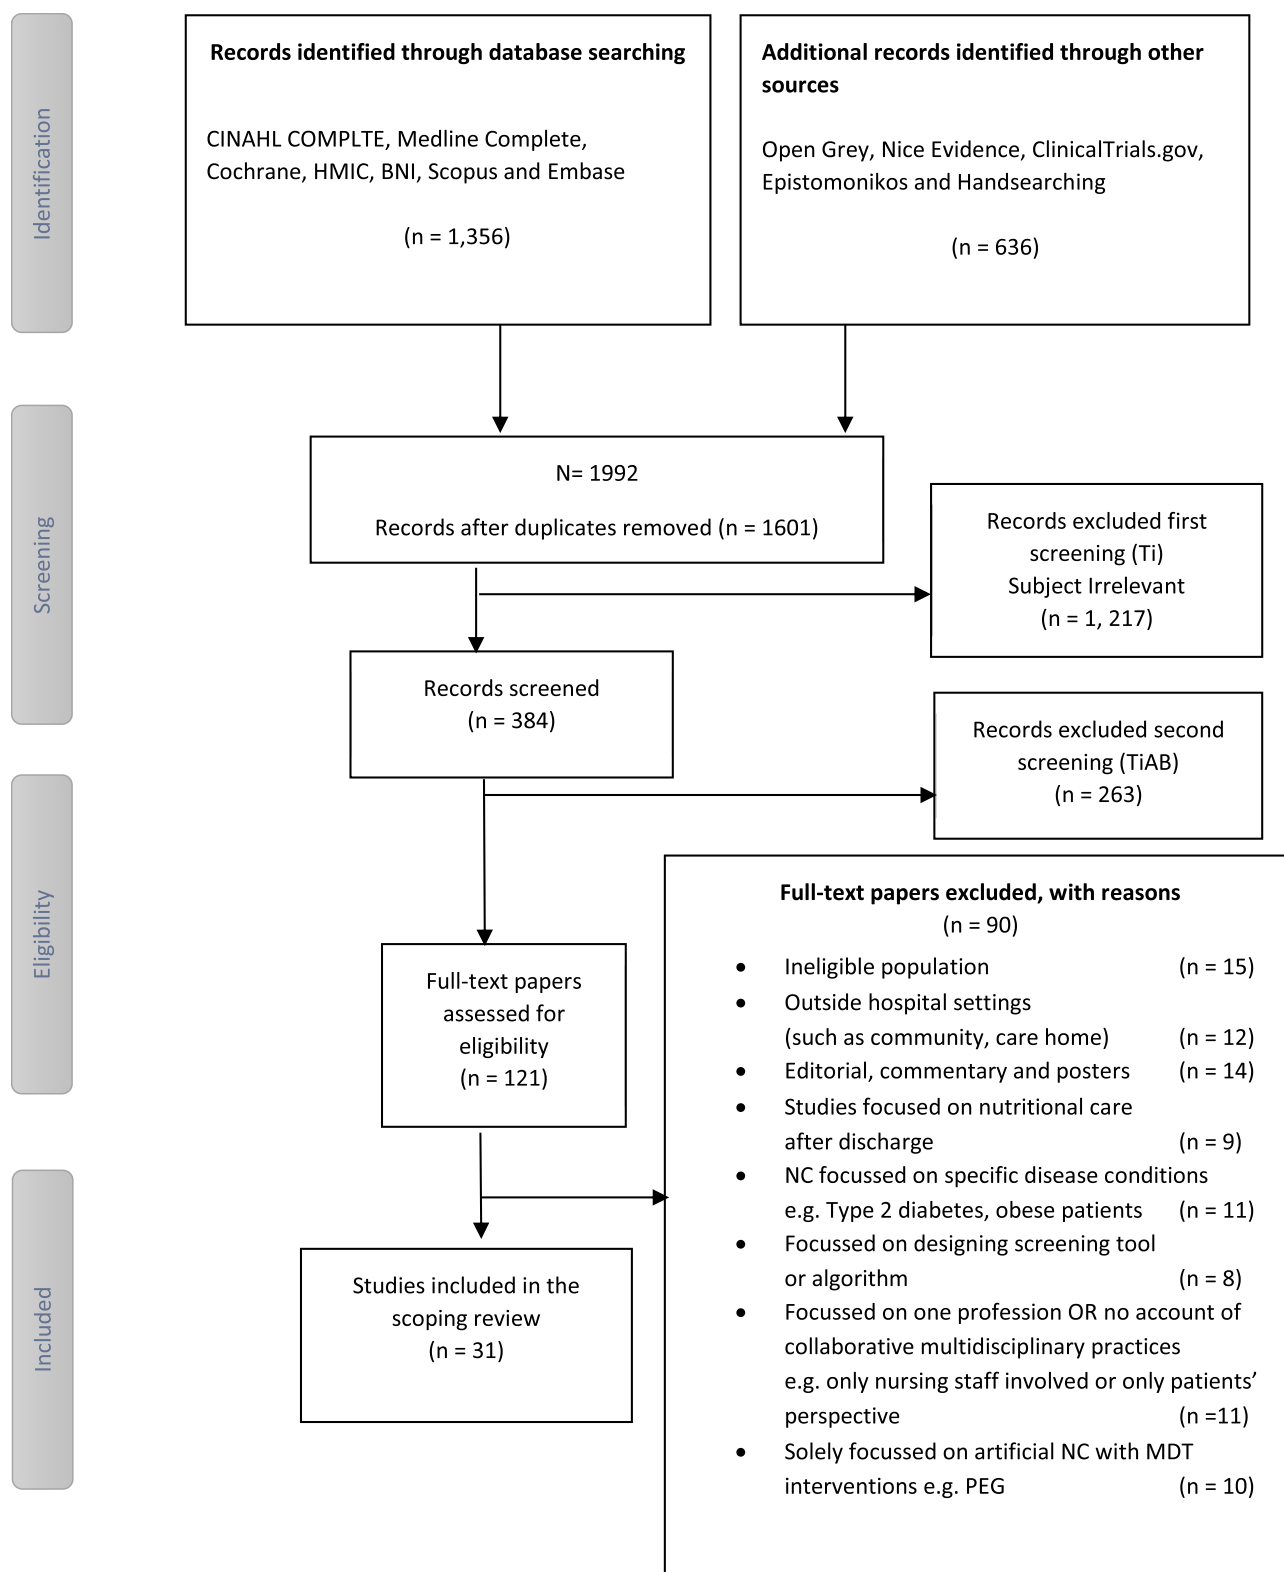 Identification
Records identified through database searching
CINAHL COMPLTE, Medline Complete,
Cochrane, HMIC, BNI, Scopus and Embase
(n = 1,356)
Additional records identified through other
sources
Open Grey, Nice Evidence, ClinicalTrials.gov,
Epistomonikos and Handsearching
(n = 636)
Screening
N= 1992
Records after duplicates removed (n = 1601)
Records excluded first
screening (Ti)
Subject Irrelevant
(n = 1, 217)
Records screened
(n = 384)
Records excluded second
screening (TiAB)
(n = 263)
Eligibility
Full-text papers
assessed for
eligibility
(n = 121)
Full-text papers excluded, with reasons
(n = 90)
• Ineligible population (n = 15)
• Outside hospital settings
(such as community, care home) (n = 12)
• Editorial, commentary and posters (n = 14)
• Studies focused on nutritional care
after discharge (n = 9)
• NC focussed on specific disease conditions
e.g. Type 2 diabetes, obese patients (n = 11)
• Focussed on designing screening tool
or algorithm (n = 8)
• Focussed on one profession OR no account of
collaborative multidisciplinary practices
e.g. only nursing staff involved or only patients’
perspective (n =11)
• Solely focussed on artificial NC with MDT
interventions e.g. PEG (n = 10)
Included
Studies included in the
scoping review
(n = 31)